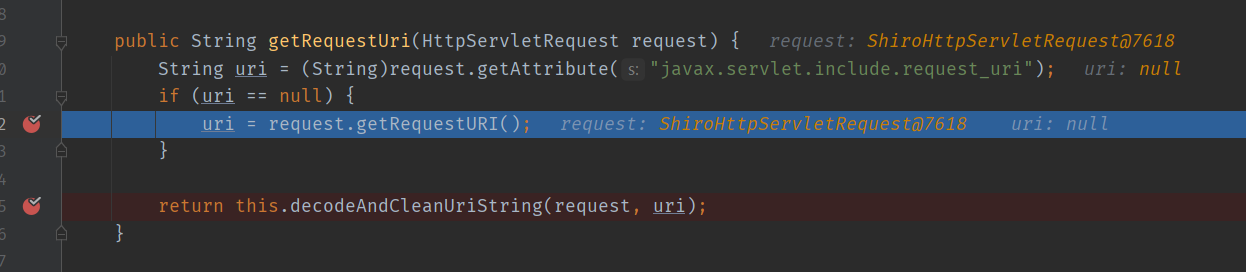 8
9 public String getRequestUri(HttpServletRequest request) { request: ShiroHttpServletRequest@7618
0 String uri = (String)request.getAttribute( s: "javax.servlet.include.request_uri"); uri: null
1 if (uri == null) {
2 uri = request.getRequestURI(); request: ShiroHttpServletRequest@7618 uri: null
3 }
4
5 return this.decodeAndCleanUriString(request, uri);
6 }
7